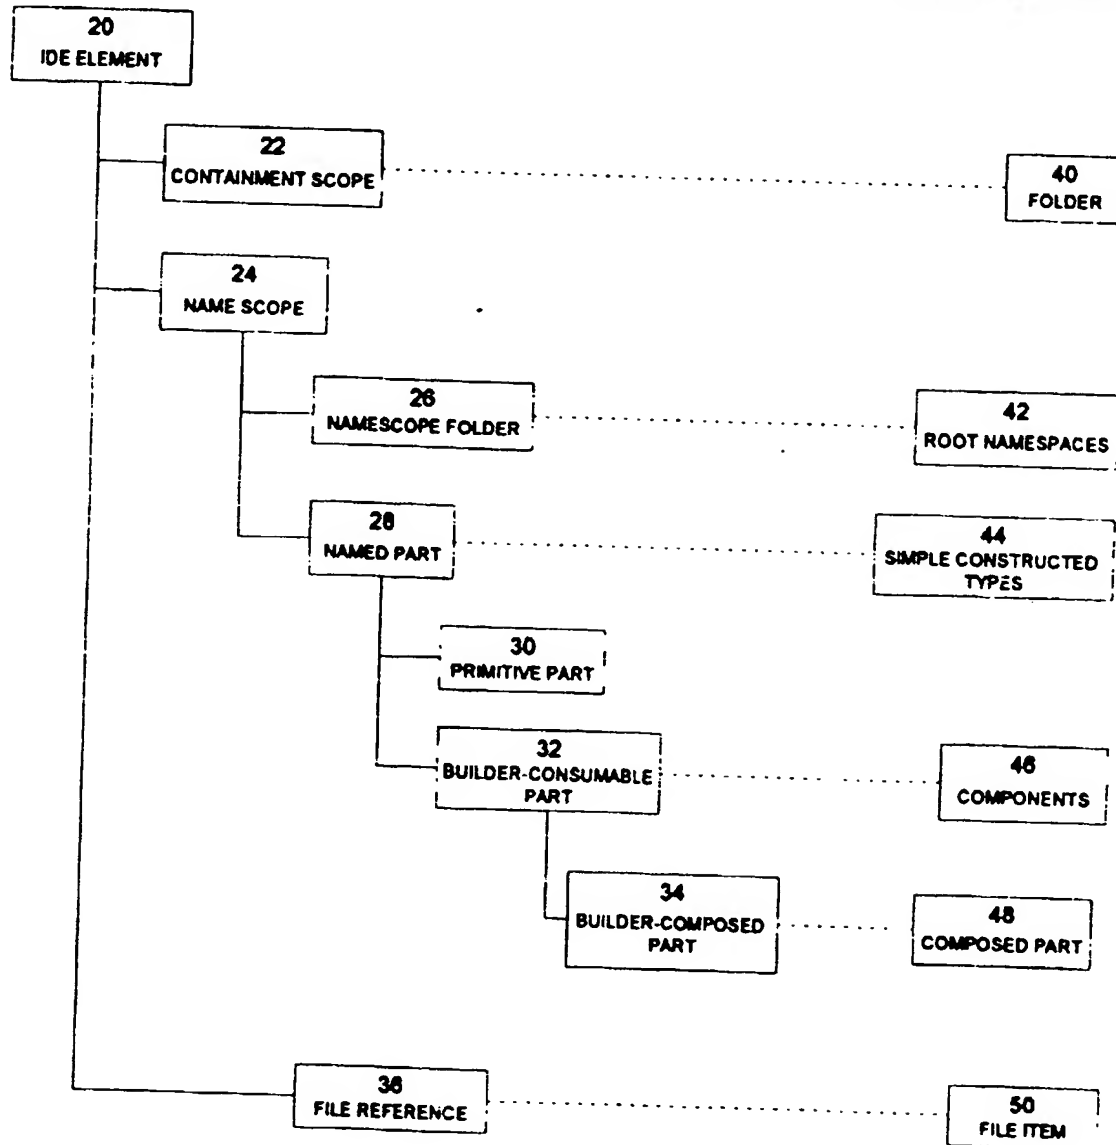 20
IDE ELEMENT
22
CONTAINMENT SCOPE
40
FOLDER
24
NAME SCOPE
26
NAMESCOPE FOLDER
42
ROOT NAMESPACES
28
NAMED PART
44
SIMPLE CONSTRUCTED
TYPES
30
PRIMITIVE PART
32
BUILDER-CONSUMABLE
PART
46
COMPONENTS
34
BUILDER-COMPOSED
PART
48
COMPOSED PART
36
FILE REFERENCE
50
FILE ITEM